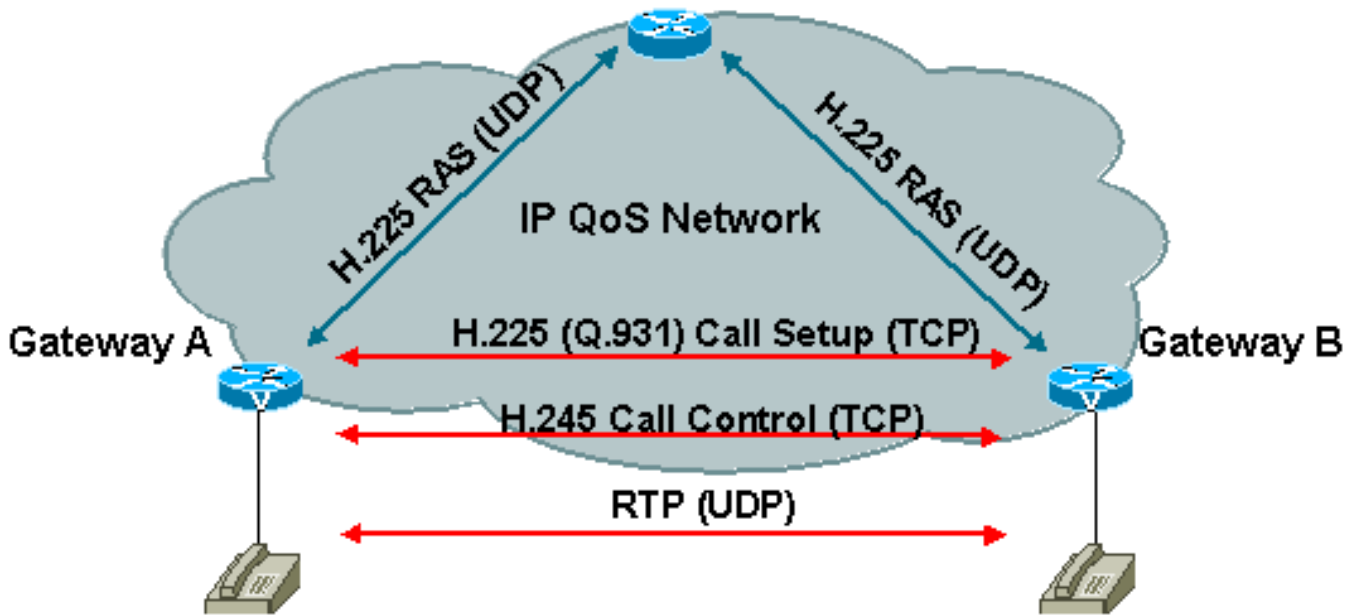 H.225 RAS (UDP)
H.225 RAS (UDP)
IP QoS Network
Gateway A
H.225 (Q.931) Call Setup (TCP)
Gateway B
V
V
H.245 Call Control (TCP)
RTP (UDP)